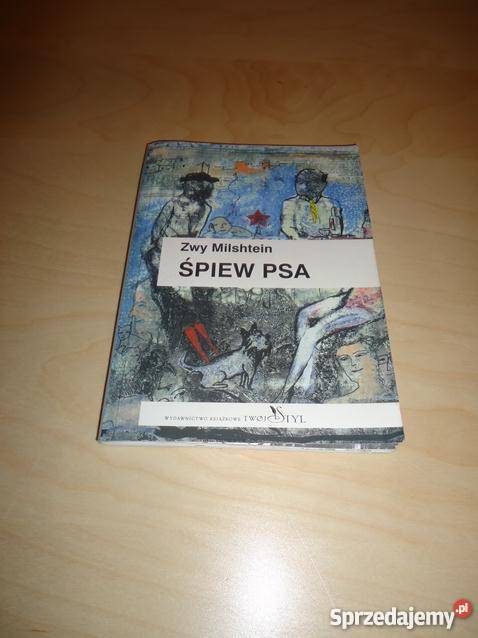 Zwy Milshtein
ŚPIEW PSA
WYDAWNICTWO KSIĄŻKOWE TWÓJ STYL
Sprzedajemy.pl